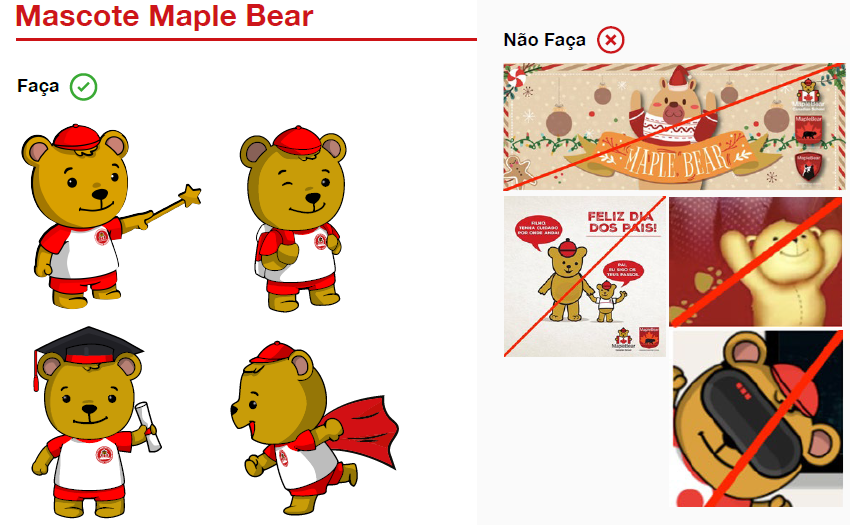 Mascote Maple Bear
Faça
Não Faça
MapleBear
MapleBear
MapleBear
MAPLE BEAR
FELIZ DIA
DOS PAIS!
FILHO,
TENHA CUIDADO
POR ONDE ANDA!
PAI,
EU SIGO OS
TEUS PASSOS.
MapleBear
MapleBear